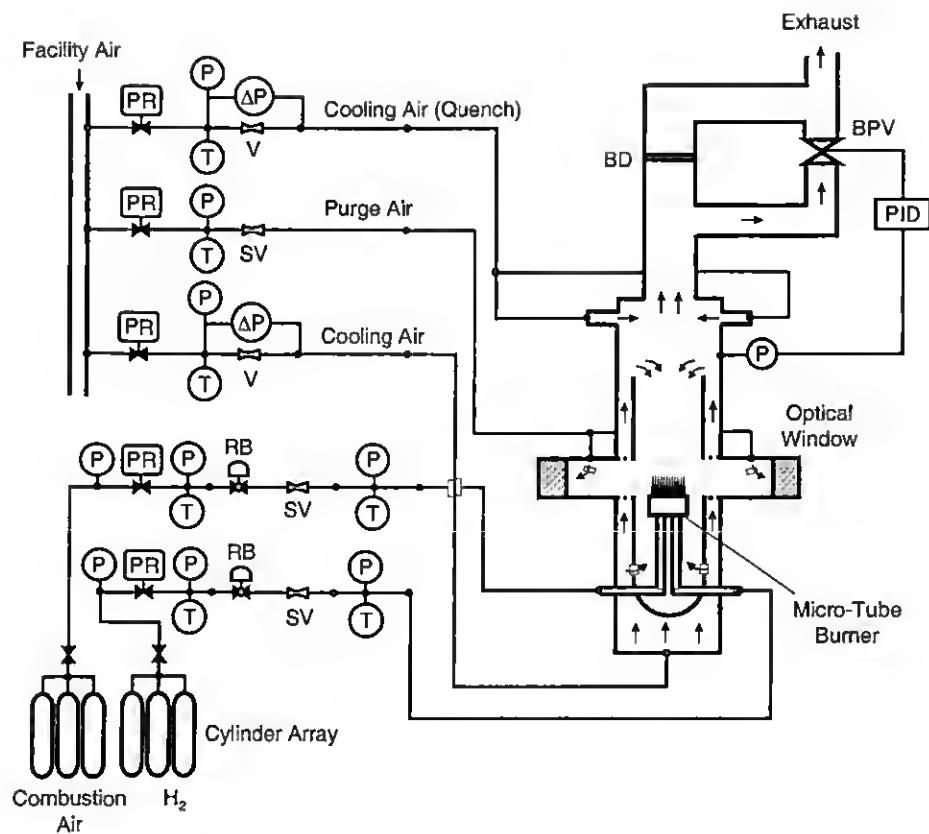 Exhaust
Facility Air
P
PR
ΔP
Cooling Air (Quench)
BPV
T
V
BD
PR
P
Purge Air
PID
T
SV
P
PR
ΔP
Cooling Air
P
T
V
Optical
Window
P
PR
P
RB
P
T
SV
T
P
PR
P
RB
P
T
SV
T
Micro-Tube
Burner
Cylinder Array
Combustion
Air
H₂